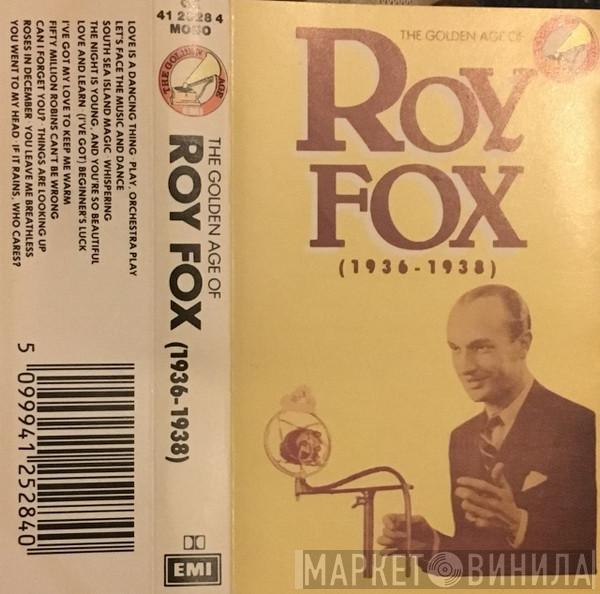 41 2528 4
MONO
THE GOLDEN AGE
LOVE IS A DANCING THING · PLAY, ORCHESTRA PLAY
LET'S FACE THE MUSIC AND DANCE
SOUTH SEA ISLAND MAGIC · WHISPERING
THE NIGHT IS YOUNG, AND YOU'RE SO BEAUTIFUL
LOVE AND LEARN · (I'VE GOT) BEGINNER'S LUCK
I'VE GOT MY LOVE TO KEEP ME WARM
FIFTY MILLION ROBINS CAN'T BE WRONG
CAN I FORGET YOU? · THINGS ARE LOOKING UP
ROSES IN DECEMBER · YOU LEAVE ME BREATHLESS
YOU WENT TO MY HEAD · IF IT RAINS, WHO CARES?
5 099941 252840
THE GOLDEN AGE OF
ROY FOX (1936-1938)
EMI
THE GOLDEN AGE OF
ROY
FOX
(1936-1938)
МАРКЕТ ВИНИЛА